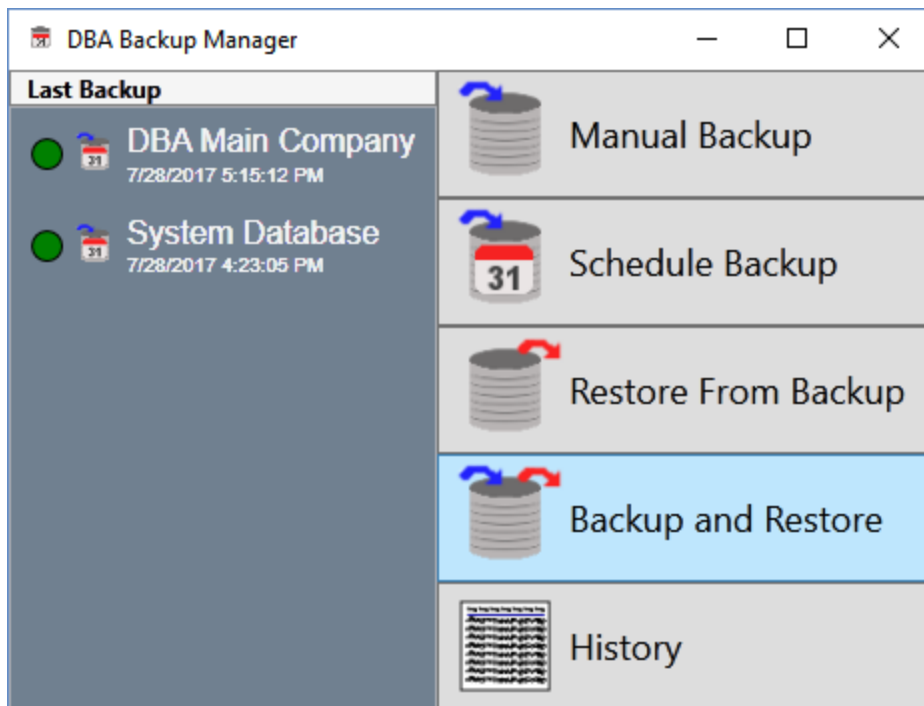 DBA Backup Manager
Last Backup
DBA Main Company
7/28/2017 5:15:12 PM
System Database
7/28/2017 4:23:05 PM
Manual Backup
31
Schedule Backup
Restore From Backup
Backup and Restore
History